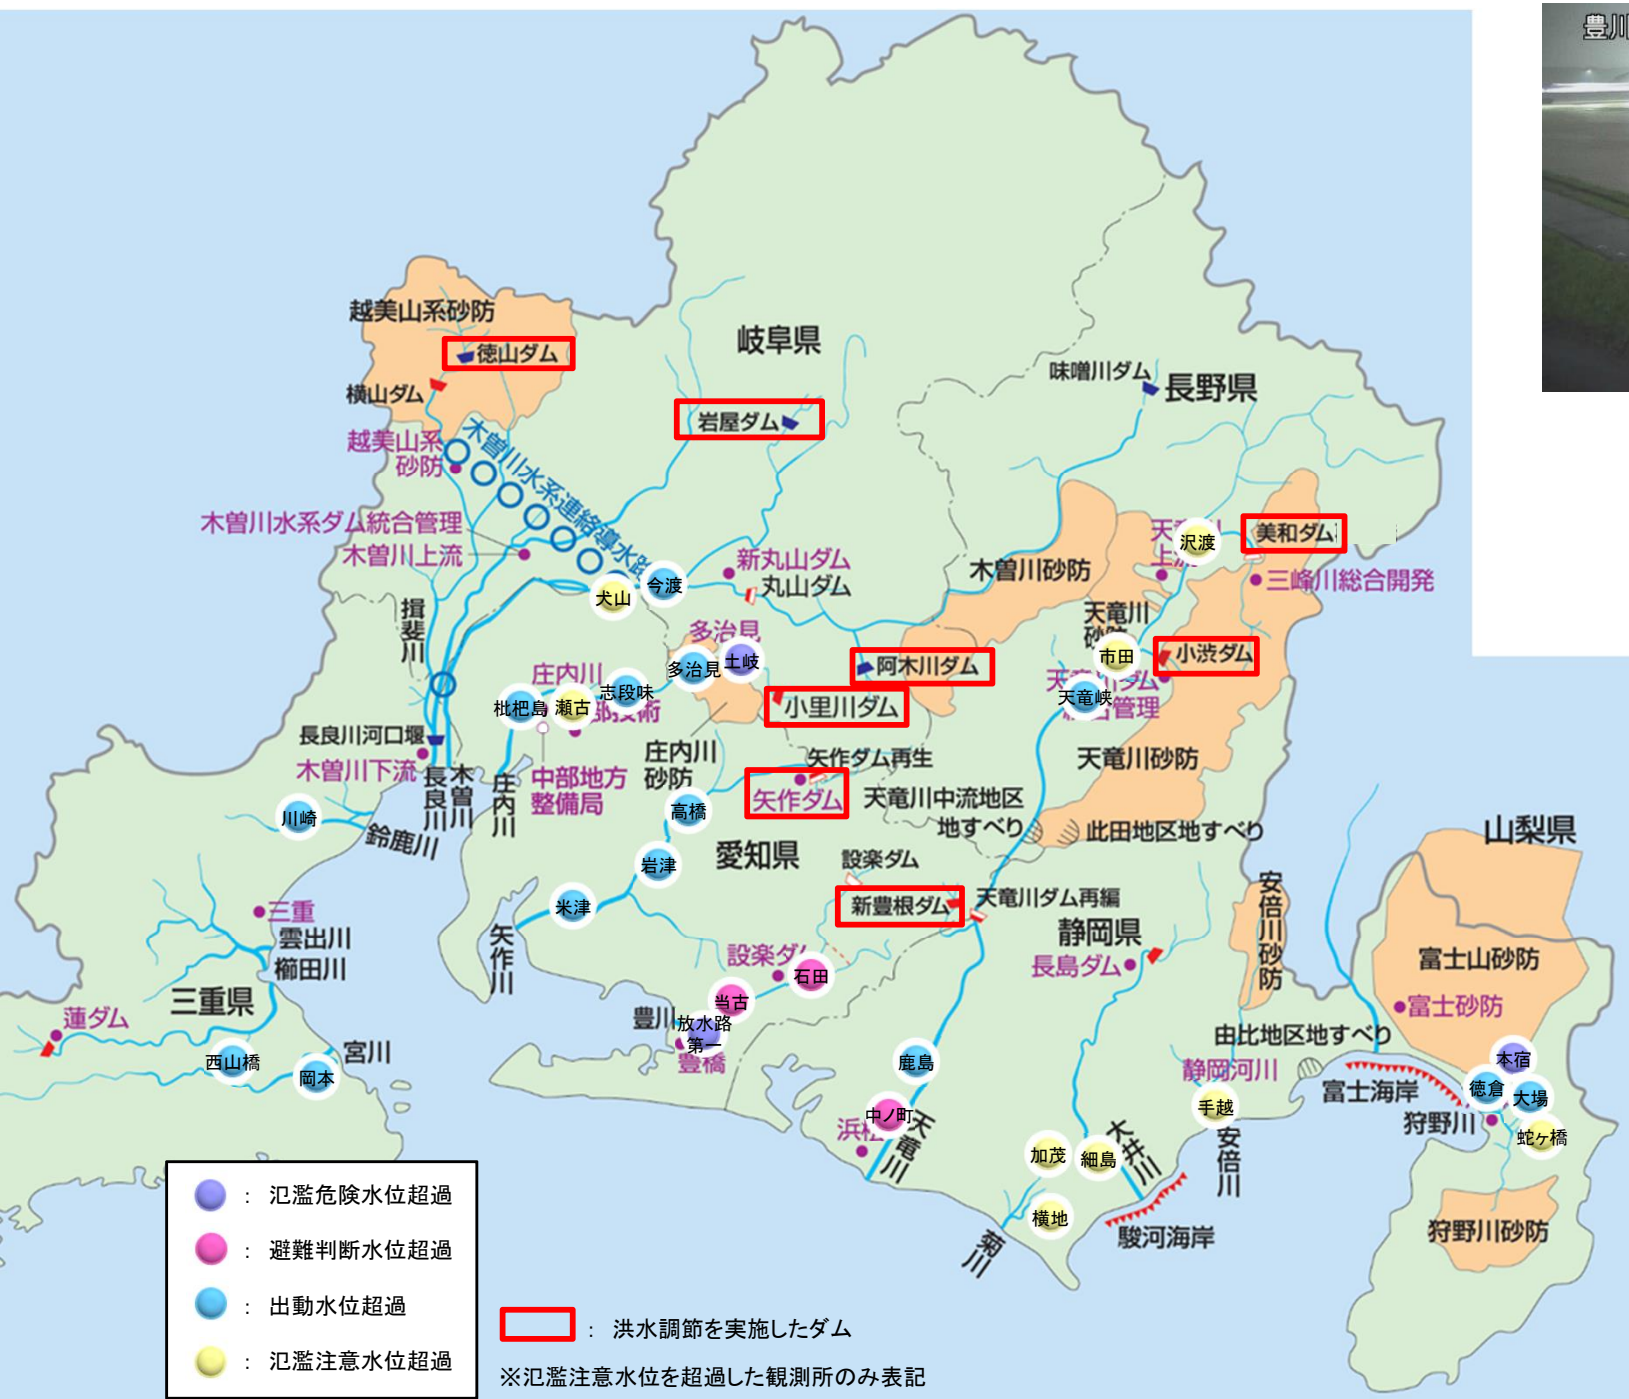 豊川
越美山系砂防
徳山ダム
横山ダム
越美山系
砂防
木曽川水系連絡導水路
岐阜県
岩屋ダム
味噌川ダム
長野県
木曽川水系ダム統合管理
木曽川上流
揖斐川
犬山
今渡
新丸山ダム
丸山ダム
木曽川砂防
沢渡
美和ダム
三峰川総合開発
天竜川
砂防
市田
小渋ダム
天竜峡
天竜川砂防
多治見
多治見
土岐
阿木川ダム
小里川ダム
庄内川
志段味
枇杷島
瀬古
庄内川
砂防
中部地方
整備局
長良川河口堰
木曽川下流
長良川
木曽川
庄内川
川崎
鈴鹿川
矢作ダム再生
矢作ダム
高橋
岩津
米津
矢作川
愛知県
天竜川中流地区
地すべり
此田地区地すべり
設楽ダム
新豊根ダム
天竜川ダム再編
静岡県
長島ダム
安倍川砂防
山梨県
富士山砂防
富士砂防
三重
雲出川
櫛田川
三重県
蓮ダム
西山橋
岡本
宮川
設楽ダム
石田
当古
豊川
放水路
第一
豊橋
鹿島
中ノ町
浜松
天竜川
由比地区地すべり
静岡河川
手越
安倍川
富士海岸
本宿
徳倉
大場
狩野川
蛇ヶ橋
加茂
細島
大井川
横地
菊川
駿河海岸
狩野川砂防
： 氾濫危険水位超過
： 避難判断水位超過
： 出動水位超過
： 氾濫注意水位超過
： 洪水調節を実施したダム
※氾濫注意水位を超過した観測所のみ表記